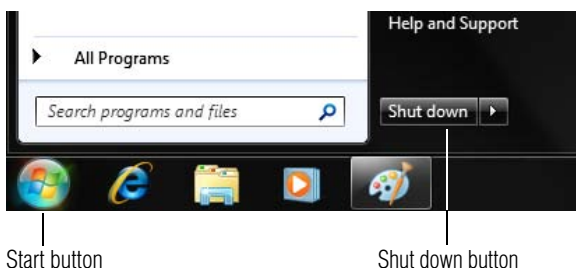 Help and Support
All Programs
Search programs and files
Shut down
Start button
Shut down button